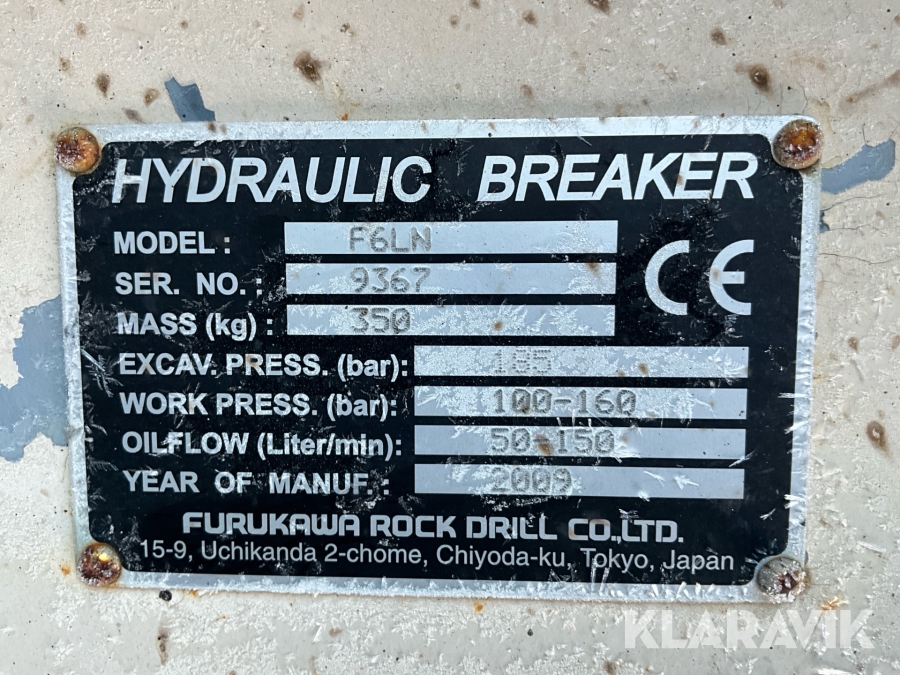 HYDRAULIC BREAKER
MODEL : F6LN
SER. NO. : 9367
MASS (kg) : 350
CE
EXCAV. PRESS. (bar): 185
WORK PRESS. (bar): 100-160
OILFLOW (Liter/min): 50-150
YEAR OF MANUF. : 2009
FURUKAWA ROCK DRILL CO.,LTD.
15-9, Uchikanda 2-chome, Chiyoda-ku, Tokyo, Japan
KLARAVIK